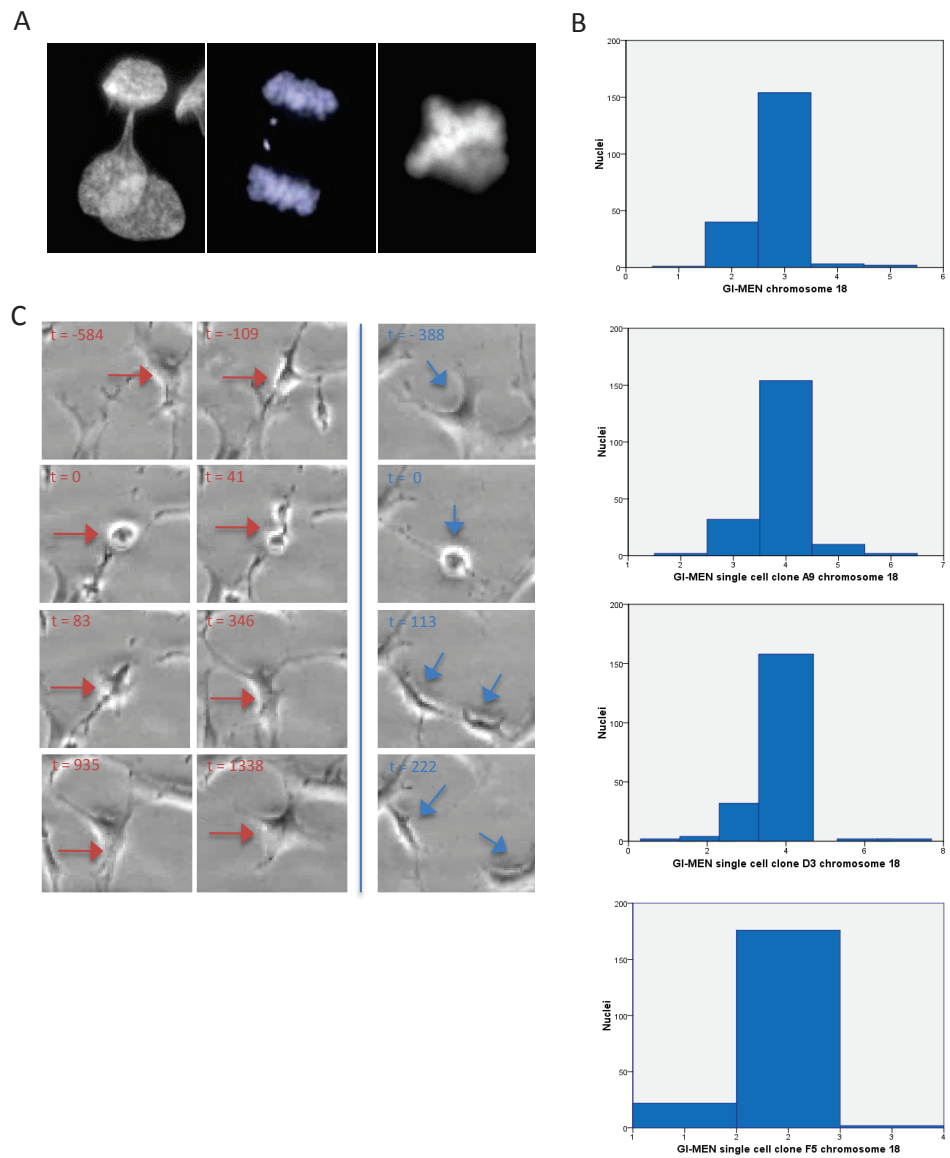 A
B
200
150
100
50
0
Nuclei
0 1 2 3 4 5 6
GI-MEN chromosome 18
C
t = -584
t = -109
t = - 388
t = 0
t = 41
t = 0
t = 83
t = 346
t = 113
t = 935
t = 1338
t = 222
200
150
100
50
0
Nuclei
1 2 3 4 5 6 7
GI-MEN single cell clone A9 chromosome 18
200
150
100
50
0
Nuclei
0 2 4 6 8
GI-MEN single cell clone D3 chromosome 18
200
150
100
50
0
Nuclei
1 1 2 2 3 3 4
GI-MEN single cell clone F5 chromosome 18